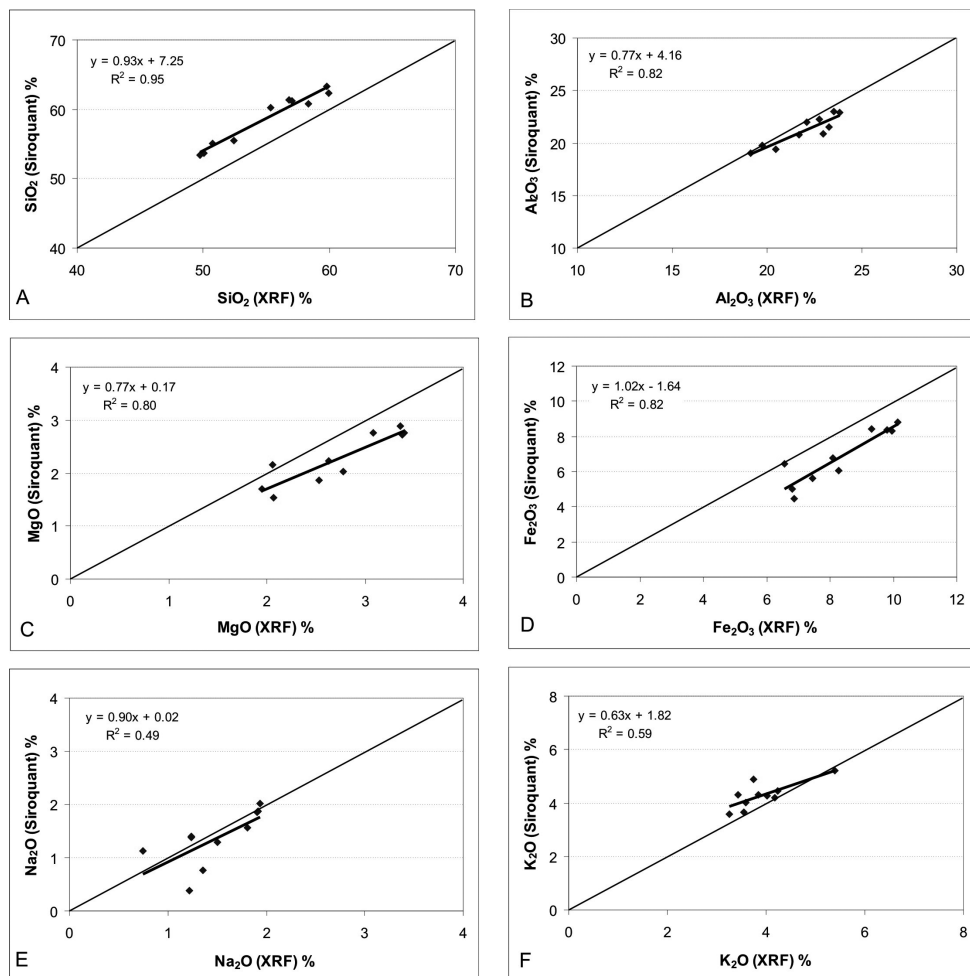 70
y = 0.93x + 7.25
R² = 0.95
60
50
40
40 50 60 70
SiO₂ (Siroquant) %
SiO₂ (XRF) %
A
30
y = 0.77x + 4.16
R² = 0.82
25
20
15
10
10 15 20 25 30
Al₂O₃ (Siroquant) %
Al₂O₃ (XRF) %
B
4
y = 0.77x + 0.17
R² = 0.80
3
2
1
0
0 1 2 3 4
MgO (Siroquant) %
MgO (XRF) %
C
12
y = 1.02x - 1.64
R² = 0.82
10
8
6
4
2
0
0 2 4 6 8 10 12
Fe₂O₃ (Siroquant) %
Fe₂O₃ (XRF) %
D
4
y = 0.90x + 0.02
R² = 0.49
3
2
1
0
0 1 2 3 4
Na₂O (Siroquant) %
Na₂O (XRF) %
E
8
y = 0.63x + 1.82
R² = 0.59
6
4
2
0
0 2 4 6 8
K₂O (Siroquant) %
K₂O (XRF) %
F